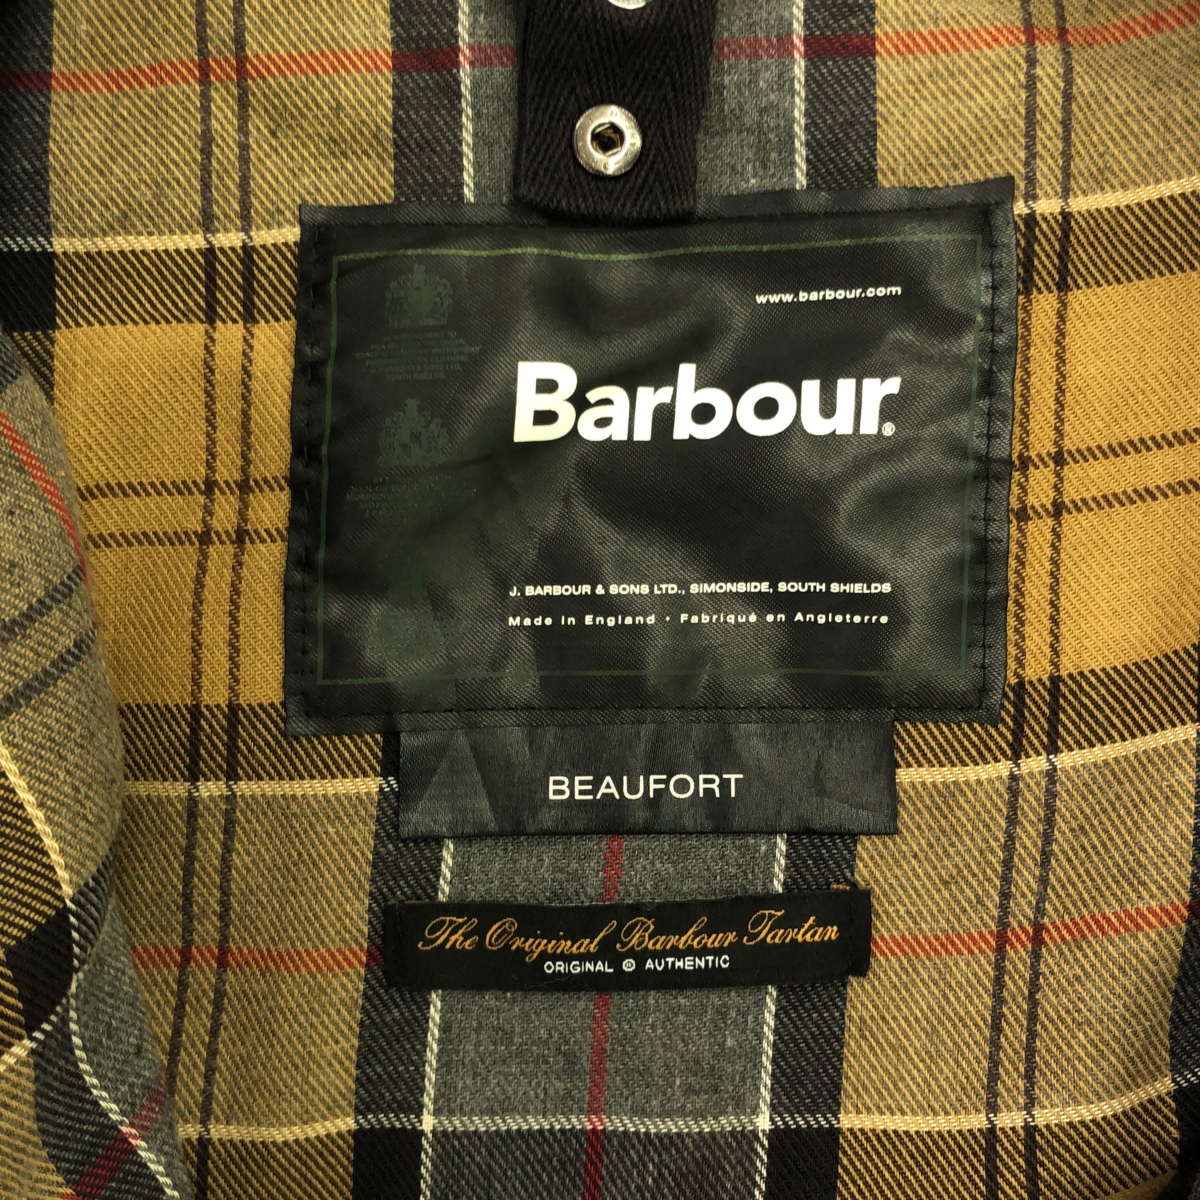 www.barbour.com
Barbour®
J. BARBOUR & SONS LTD., SIMONSIDE, SOUTH SHIELDS
Made in England • Fabriqué en Angleterre
BEAUFORT
The Original Barbour Tartan
ORIGINAL ® AUTHENTIC